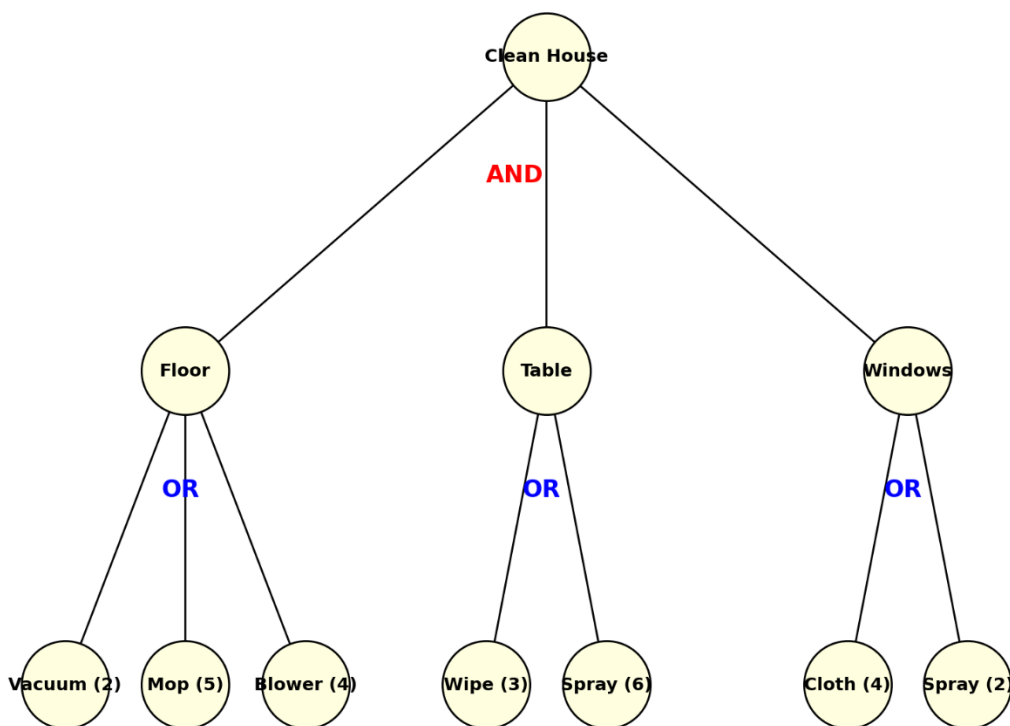 Clean House
AND
Floor
Table
Windows
OR
OR
OR
Vacuum (2)
Mop (5)
Blower (4)
Wipe (3)
Spray (6)
Cloth (4)
Spray (2)